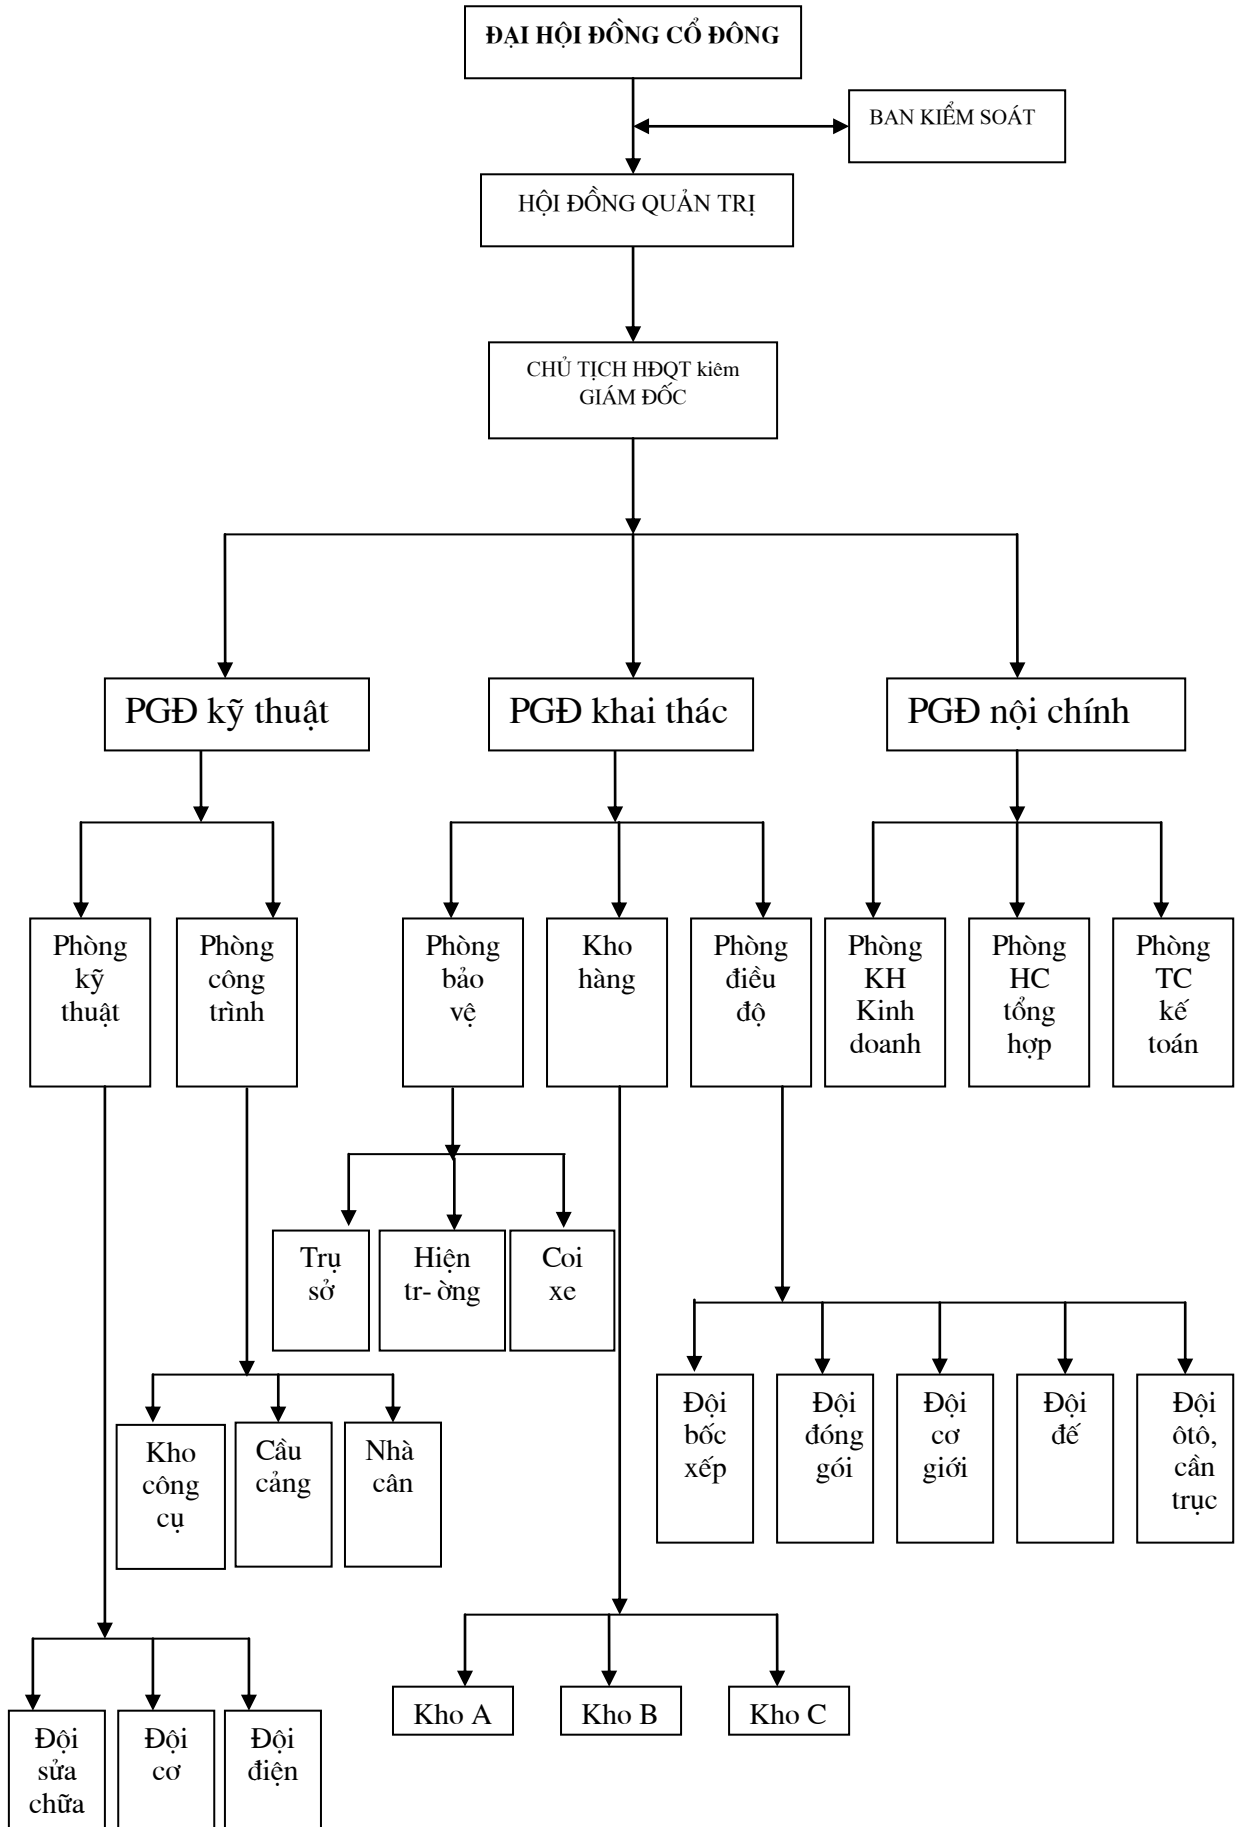 ĐẠI HỘI ĐỒNG CỔ ĐÔNG
BAN KIỂM SOÁT
HỘI ĐỒNG QUẢN TRỊ
CHỦ TỊCH HĐQT kiêm
GIÁM ĐỐC
PGĐ kỹ thuật
PGĐ khai thác
PGĐ nội chính
Phòng
kỹ
thuật
Phòng
công
trình
Phòng
bảo
vệ
Kho
hàng
Phòng
điều
độ
Phòng
KH
Kinh
doanh
Phòng
HC
tổng
hợp
Phòng
TC
kế
toán
Trụ
sở
Hiện
tr- ờng
Coi
xe
Đội
bốc
xếp
Đội
đóng
gói
Đội
cơ
giới
Đội
đế
Đội
ôtô,
cần
trục
Kho
công
cụ
Cầu
cảng
Nhà
cân
Kho A
Kho B
Kho C
Đội
sửa
chữa
Đội
cơ
Đội
điện